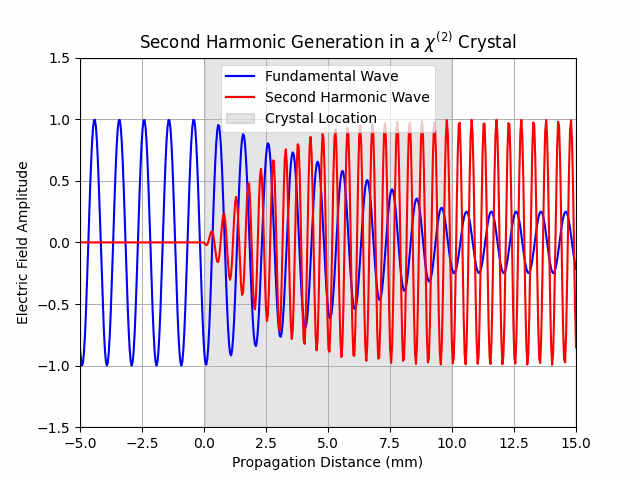 Second Harmonic Generation in a χ⁽²⁾ Crystal
Fundamental Wave
Second Harmonic Wave
Crystal Location
Electric Field Amplitude
1.5
1.0
0.5
0.0
−0.5
−1.0
−1.5
−5.0 −2.5 0.0 2.5 5.0 7.5 10.0 12.5 15.0
Propagation Distance (mm)